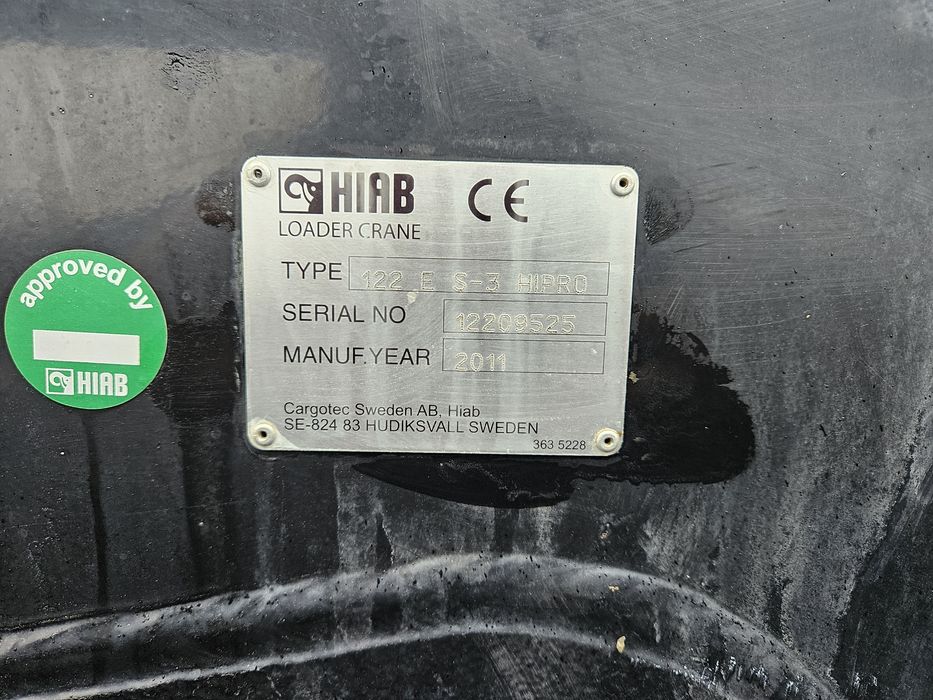 HIAB CE
LOADER CRANE
TYPE 122 E S-3 HIPRO
SERIAL NO 12209525
MANUF.YEAR 2011
Cargotec Sweden AB, Hiab
SE-824 83 HUDIKSVALL SWEDEN
363 5228
approved by
HIAB